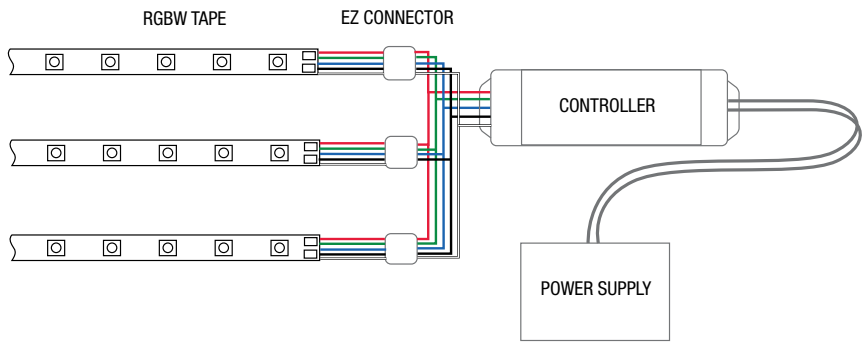 RGBW TAPE
EZ CONNECTOR
CONTROLLER
POWER SUPPLY